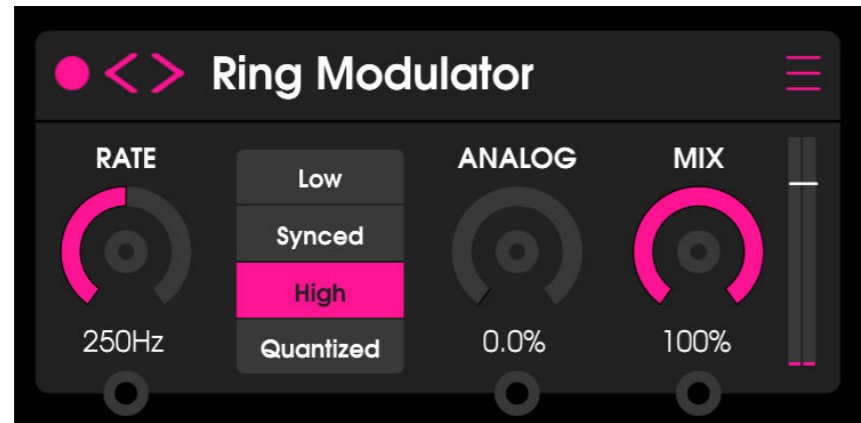 Ring Modulator
RATE
Low
Synced
High
Quantized
ANALOG
MIX
250Hz
0.0%
100%